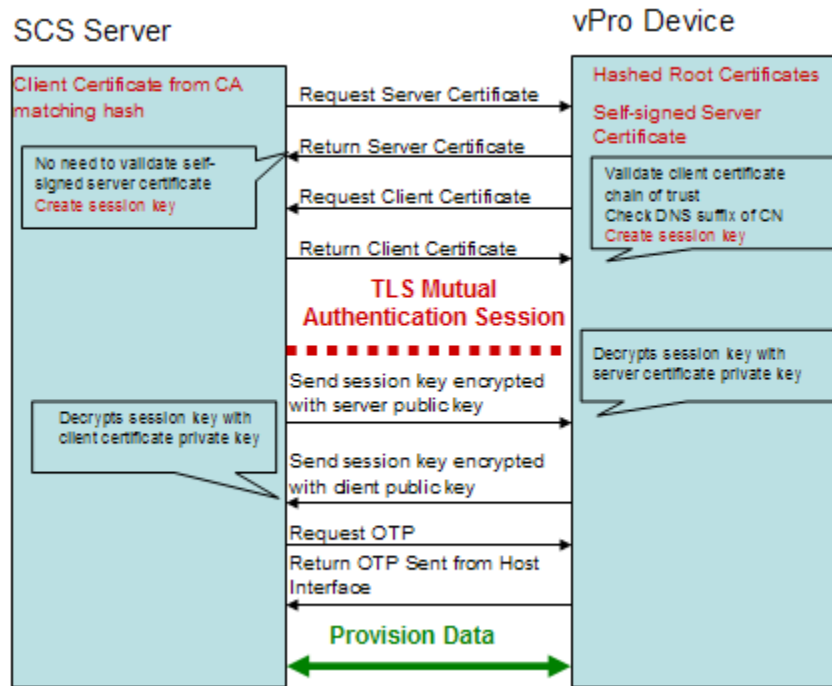 SCS Server
vPro Device
Client Certificate from CA
matching hash
Hashed Root Certificates
Self-signed Server
Certificate
Request Server Certificate
Return Server Certificate
No need to validate self-
signed server certificate
Create session key
Validate client certificate
chain of trust
Check DNS suffix of CN
Create session key
Request Client Certificate
Return Client Certificate
TLS Mutual
Authentication Session
Decrypts session key with
server certificate private key
Send session key encrypted
with server public key
Decrypts session key with
client certificate private key
Send session key encrypted
with client public key
Request OTP
Return OTP Sent from Host
Interface
Provision Data